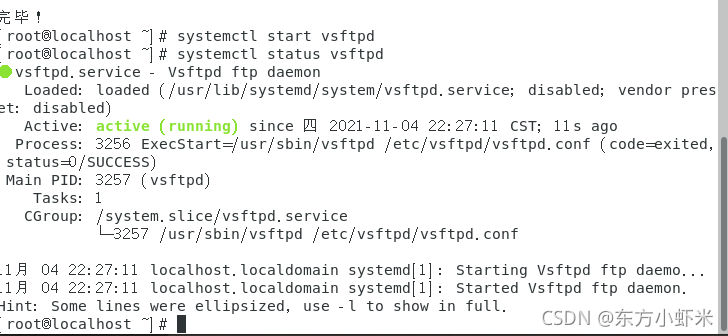 完毕！
[root@localhost ~]# systemctl start vsftpd
[root@localhost ~]# systemctl status vsftpd
● vsftpd.service - Vsftpd ftp daemon
Loaded: loaded (/usr/lib/systemd/system/vsftpd.service; disabled; vendor pres
et: disabled)
Active: active (running) since 四 2021-11-04 22:27:11 CST; 11s ago
Process: 3256 ExecStart=/usr/sbin/vsftpd /etc/vsftpd/vsftpd.conf (code=exited,
status=0/SUCCESS)
Main PID: 3257 (vsftpd)
Tasks: 1
CGroup: /system.slice/vsftpd.service
└─3257 /usr/sbin/vsftpd /etc/vsftpd/vsftpd.conf
11月 04 22:27:11 localhost.localdomain systemd[1]: Starting Vsftpd ftp daemo...
11月 04 22:27:11 localhost.localdomain systemd[1]: Started Vsftpd ftp daemon.
Hint: Some lines were ellipsized, use -l to show in full.
[root@localhost ~]#
CSDN @东方小虾米